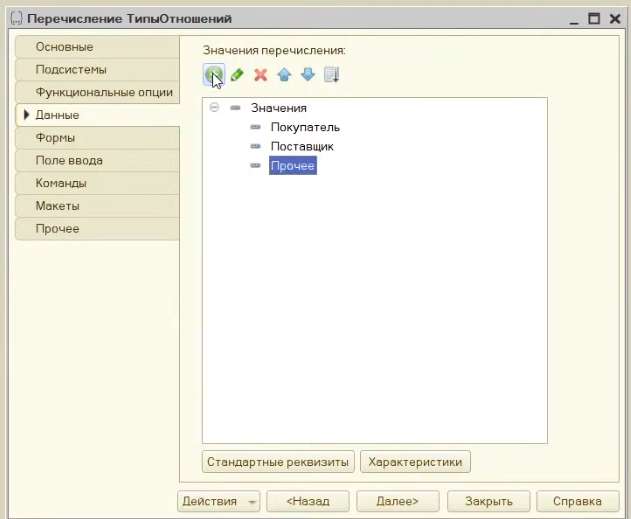 Перечисление ТипыОтношений
Основные
Подсистемы
Функциональные опции
Данные
Формы
Поле ввода
Команды
Макеты
Прочее
Значения перечисления:
Значения
Покупатель
Поставщик
Прочее
Стандартные реквизиты
Характеристики
Действия
<Назад
Далее>
Закрыть
Справка